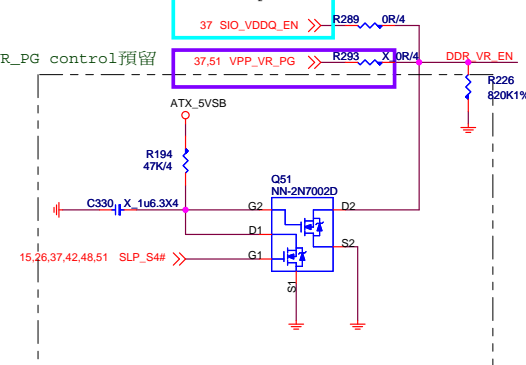 37 SIO_VDDQ_EN
R289 0R/4
R_PG control預留
37,51 VPP_VR_PG
R293 X_0R/4
DDR_VR_EN
R226
820K1%
ATX_5VSB
R194
47K/4
Q51
NN-2N7002D
C330 X_1u6.3X4
G2 D2
D1
S2
15,26,37,42,48,51 SLP_S4#
G1
S1